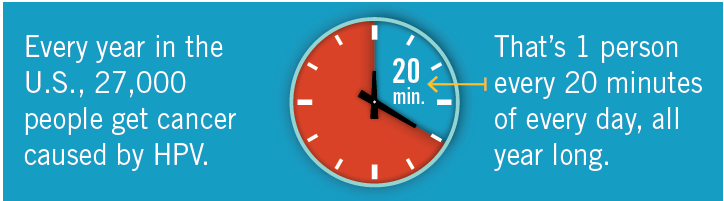 Every year in the
U.S., 27,000
people get cancer
caused by HPV.
20
min.
That's 1 person
every 20 minutes
of every day, all
year long.